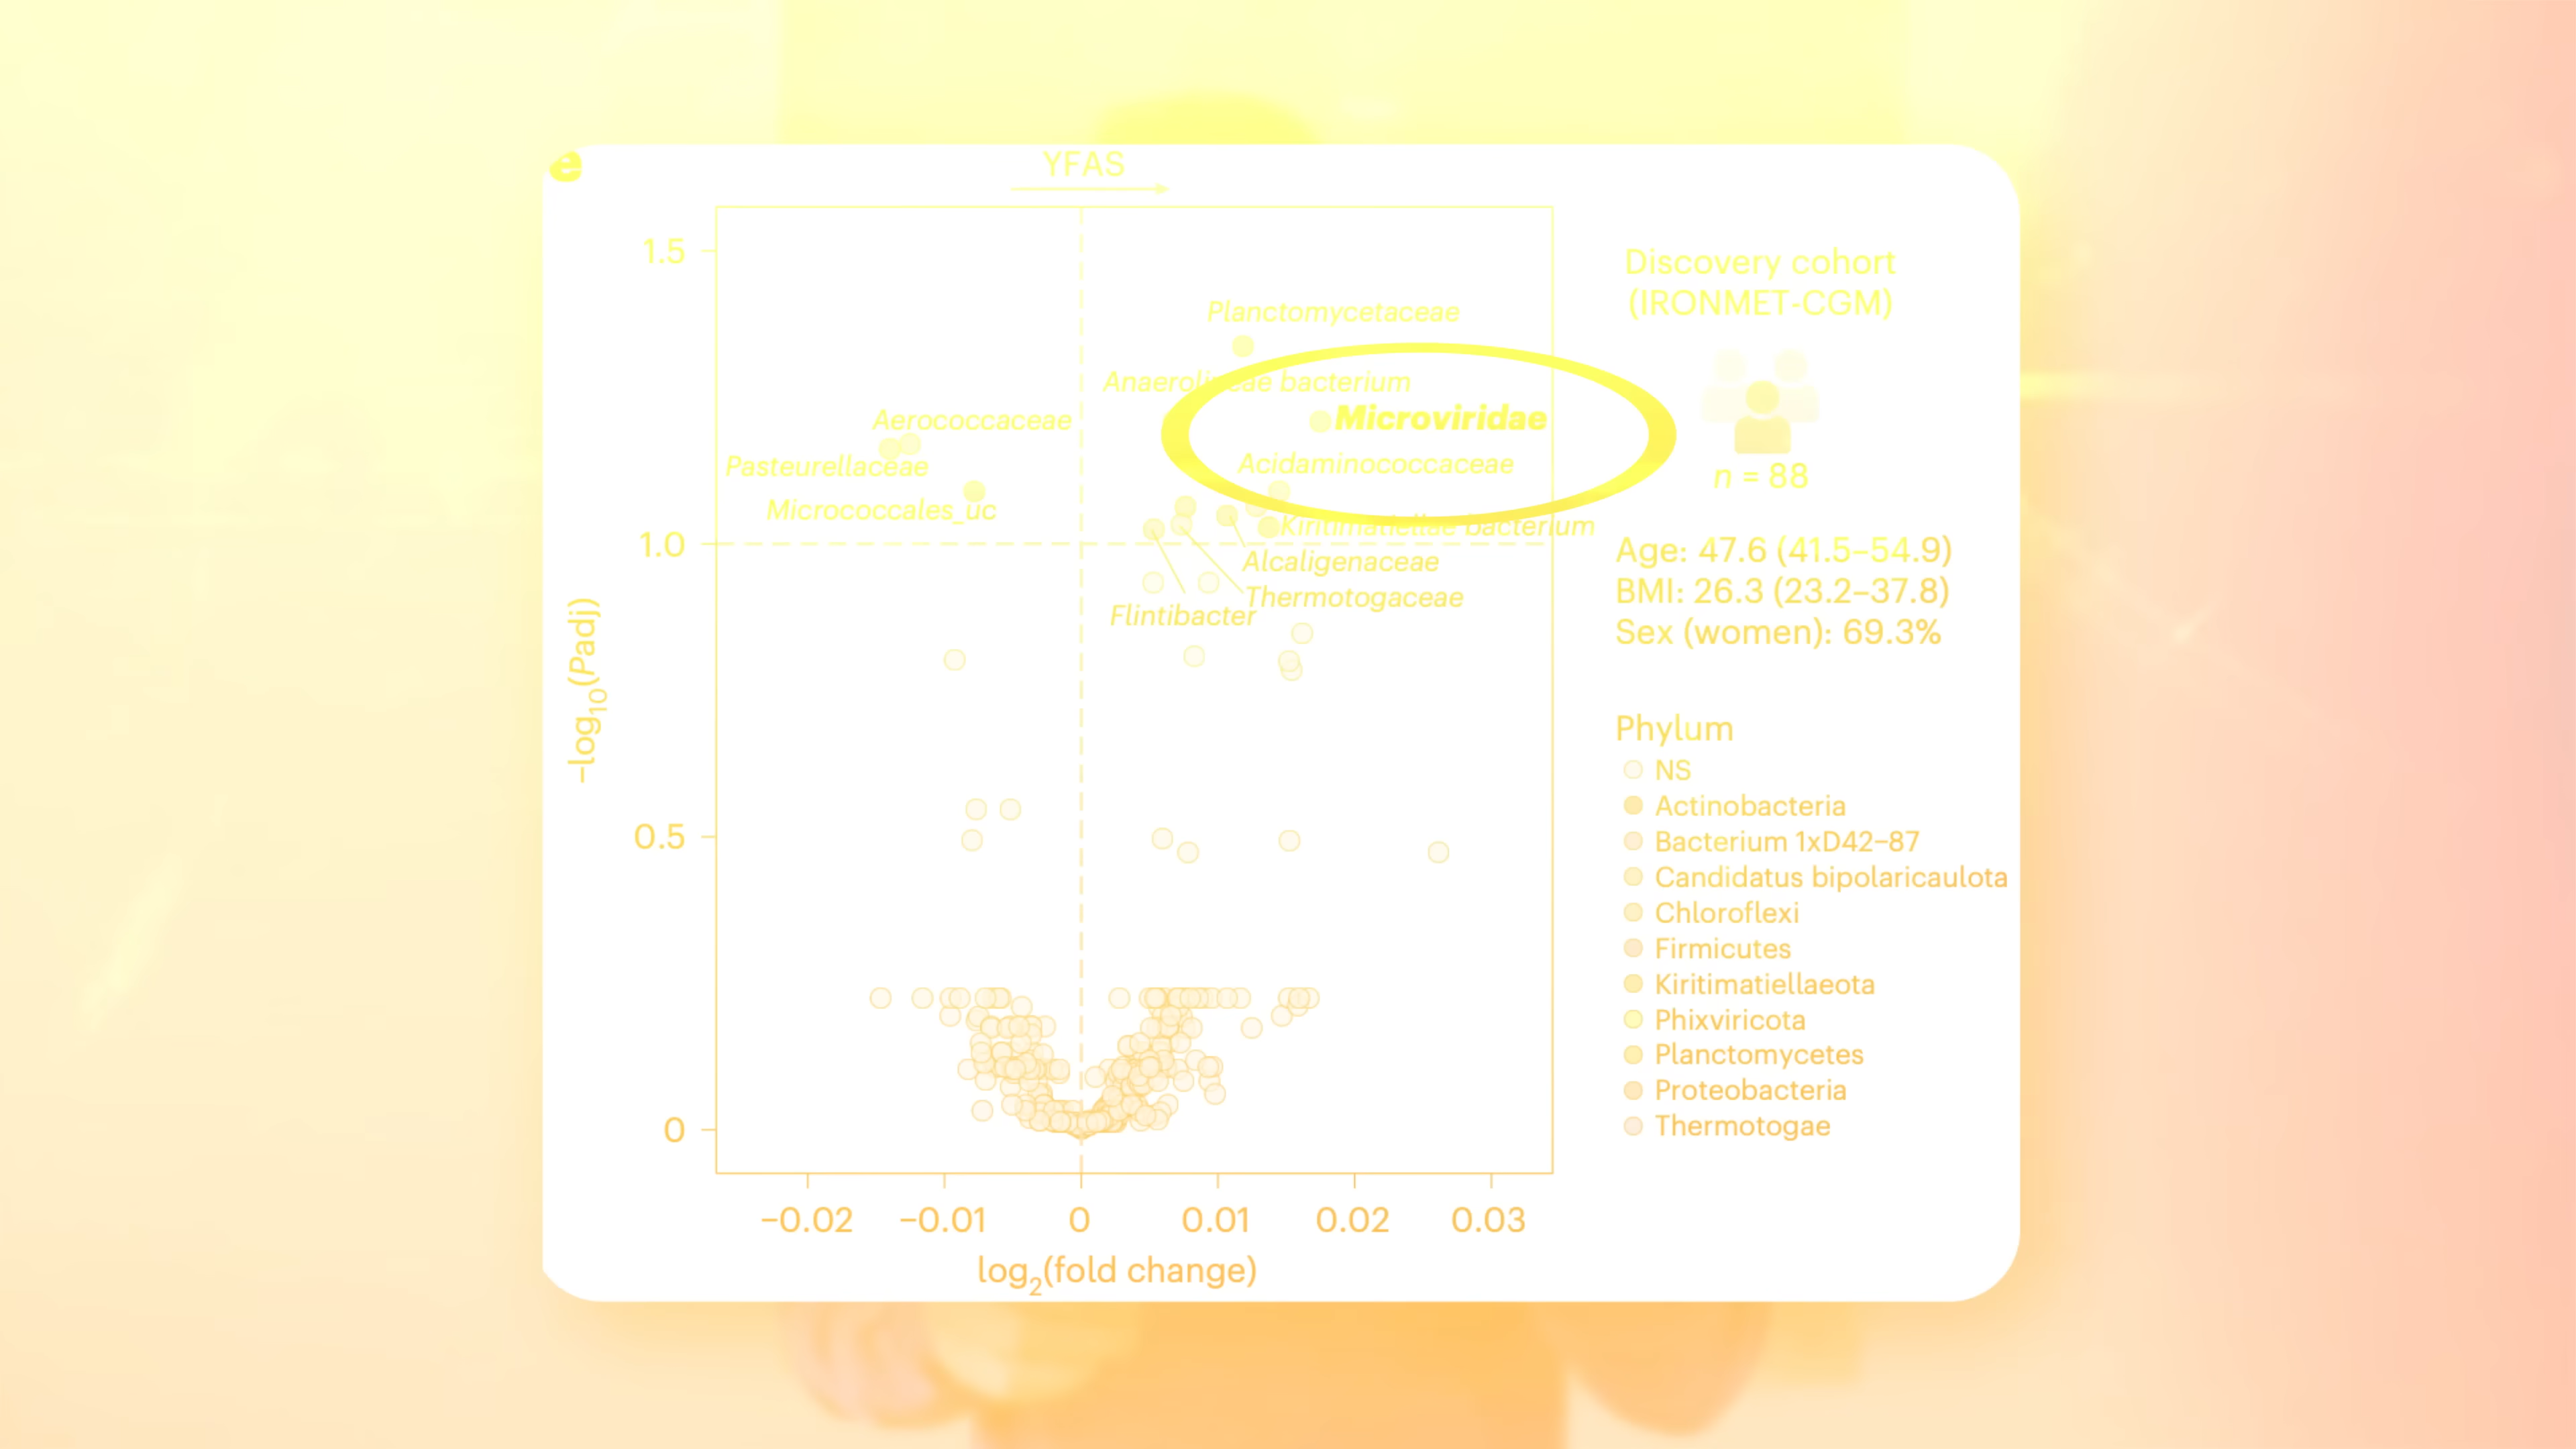 e
YFAS
1.5
1.0
0.5
0
−log10(Padj)
Planctomycetaceae
Anaerolineae bacterium
Microviridae
Aerococcaceae
Pasteurellaceae
Acidaminococcaceae
Micrococcales_uc
Kiritimatiellae bacterium
Alcaligenaceae
Thermotogaceae
Flintibacter
−0.02
−0.01
0
0.01
0.02
0.03
log2(fold change)
Discovery cohort
(IRONMET-CGM)
n = 88
Age: 47.6 (41.5–54.9)
BMI: 26.3 (23.2–37.8)
Sex (women): 69.3%
Phylum
NS
Actinobacteria
Bacterium 1xD42–87
Candidatus bipolaricaulota
Chloroflexi
Firmicutes
Kiritimatiellaeota
Phixviricota
Planctomycetes
Proteobacteria
Thermotogae